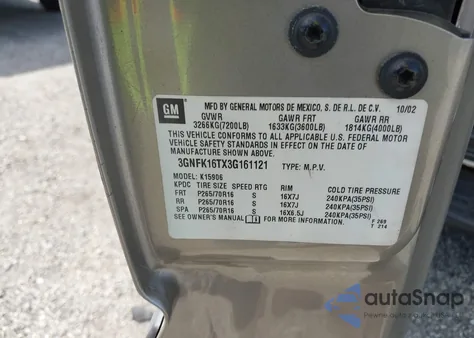 GM
MFD BY GENERAL MOTORS DE MEXICO, S. DE R.L. DE C.V. 10/02
GVWR GAWR FRT GAWR RR
3266KG(7200LB) 1633KG(3600LB) 1814KG(4000LB)
THIS VEHICLE CONFORMS TO ALL APPLICABLE U.S. FEDERAL MOTOR
VEHICLE SAFETY STANDARDS IN EFFECT ON THE DATE OF
MANUFACTURE SHOWN ABOVE.
3GNFK16TX3G161121 TYPE: M.P.V.
MODEL: K15906
KPDC TIRE SIZE SPEED RTG RIM COLD TIRE PRESSURE
FRT P265/70R16 S 16X7J 240KPA(35PSI)
RR P265/70R16 S 16X7J 240KPA(35PSI)
SPA P265/70R16 S 16X6.5J 240KPA(35PSI)
SEE OWNER'S MANUAL FOR MORE INFORMATION.
F 269
T 214
autoSnap